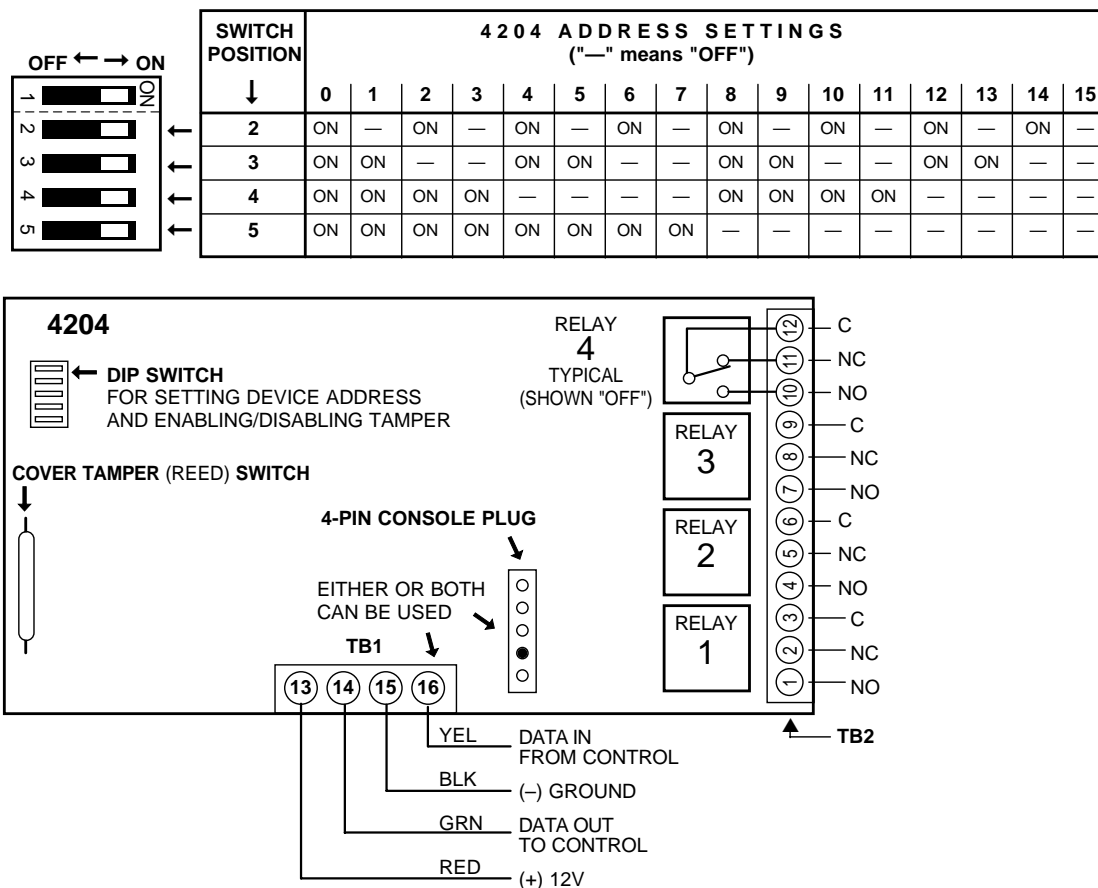 OFF ← → ON
ON
1
2
3
4
5
SWITCH POSITION ↓ 4204 ADDRESS SETTINGS
("—" means "OFF")
0 1 2 3 4 5 6 7 8 9 10 11 12 13 14 15
2 ON — ON — ON — ON — ON — ON — ON — ON —
3 ON ON — — ON ON — — ON ON — — ON ON — —
4 ON ON ON ON — — — — ON ON ON ON — — — —
5 ON ON ON ON ON ON ON ON — — — — — — — —
4204
DIP SWITCH
FOR SETTING DEVICE ADDRESS
AND ENABLING/DISABLING TAMPER
COVER TAMPER (REED) SWITCH
4-PIN CONSOLE PLUG
EITHER OR BOTH
CAN BE USED
TB1
13 14 15 16
RELAY
4
TYPICAL
(SHOWN "OFF")
RELAY
3
RELAY
2
RELAY
1
12 C
11 NC
10 NO
9 C
8 NC
7 NO
6 C
5 NC
4 NO
3 C
2 NC
1 NO
TB2
YEL DATA IN
FROM CONTROL
BLK (–) GROUND
GRN DATA OUT
TO CONTROL
RED (+) 12V